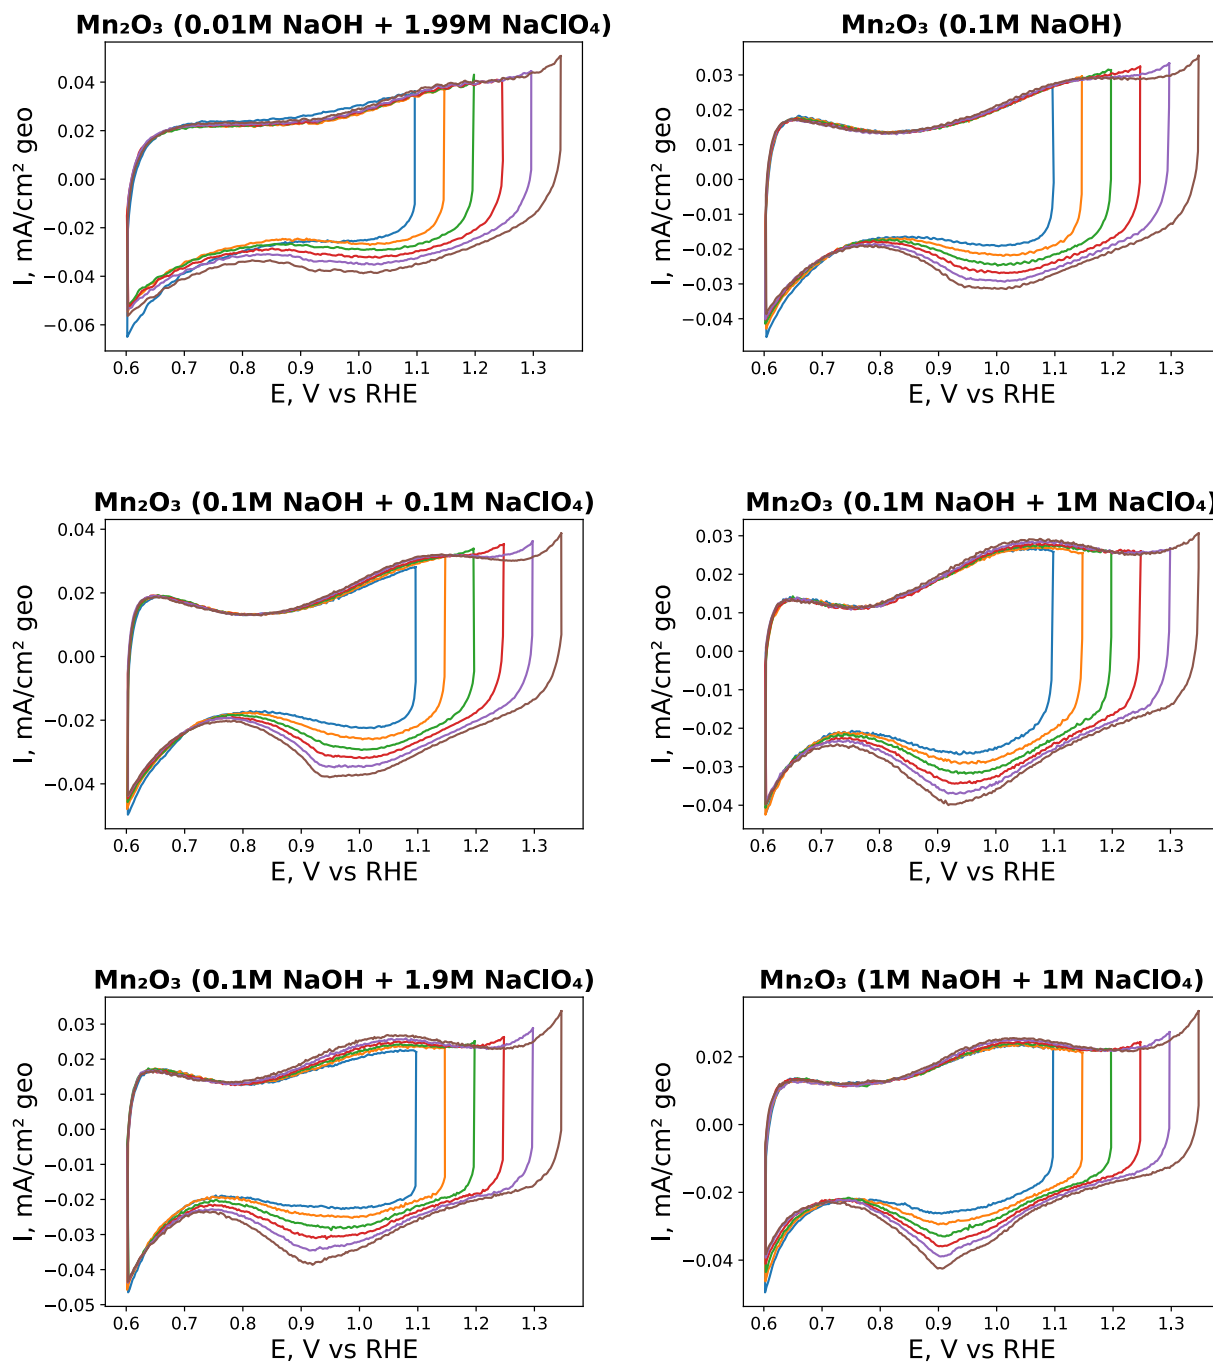 Mn₂O₃ (0.01M NaOH + 1.99M NaClO₄)
0.04
0.02
0.00
−0.02
−0.04
−0.06
I, mA/cm² geo
0.6 0.7 0.8 0.9 1.0 1.1 1.2 1.3
E, V vs RHE
Mn₂O₃ (0.1M NaOH)
0.03
0.02
0.01
0.00
−0.01
−0.02
−0.03
−0.04
I, mA/cm² geo
0.6 0.7 0.8 0.9 1.0 1.1 1.2 1.3
E, V vs RHE
Mn₂O₃ (0.1M NaOH + 0.1M NaClO₄)
0.04
0.02
0.00
−0.02
−0.04
I, mA/cm² geo
0.6 0.7 0.8 0.9 1.0 1.1 1.2 1.3
E, V vs RHE
Mn₂O₃ (0.1M NaOH + 1M NaClO₄)
0.03
0.02
0.01
0.00
−0.01
−0.02
−0.03
−0.04
I, mA/cm² geo
0.6 0.7 0.8 0.9 1.0 1.1 1.2 1.3
E, V vs RHE
Mn₂O₃ (0.1M NaOH + 1.9M NaClO₄)
0.03
0.02
0.01
0.00
−0.01
−0.02
−0.03
−0.04
−0.05
I, mA/cm² geo
0.6 0.7 0.8 0.9 1.0 1.1 1.2 1.3
E, V vs RHE
Mn₂O₃ (1M NaOH + 1M NaClO₄)
0.02
0.00
−0.02
−0.04
I, mA/cm² geo
0.6 0.7 0.8 0.9 1.0 1.1 1.2 1.3
E, V vs RHE